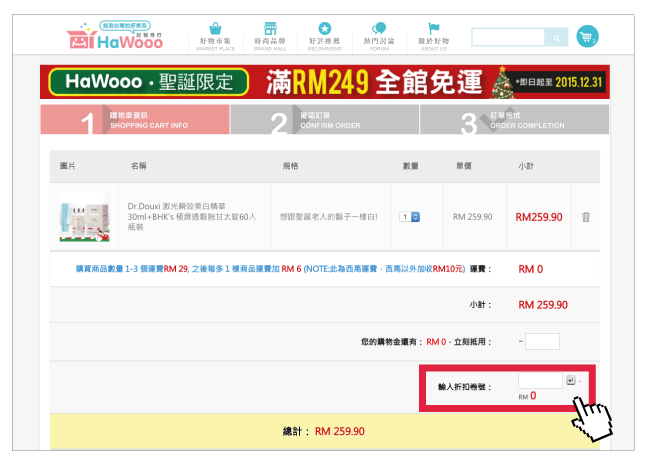 我是台灣的好東西
HaWooo
好物飛行
好物市集
MARKET PLACE
時尚品牌
BRAND HALL
好評推薦
RECOMMEND
熱門討論
FORUM
關於好物
ABOUT US
HaWooo・聖誕限定
滿RM249 全館免運
•即日起至 2015.12.31
1 購物車資訊
SHOPPING CART INFO
2 確認訂單
CONFIRM ORDER
3 訂單完成
ORDER COMPLETION
圖片 名稱 規格 數量 單價 小計
Dr.Douxi 激光瞬效美白精華
30ml+BHK's 極緻透穀胱甘太錠60人
瓶裝
想跟聖誕老人的鬍子一樣白!
1
RM 259.90
RM259.90
購買商品數量 1-3 個運費RM 29, 之後每多 1 樣商品運費加 RM 6 (NOTE:此為西馬運費，西馬以外加收RM10元) 運費： RM 0
小計： RM 259.90
您的購物金還有：RM 0，立刻抵用： -
輸入折扣卷號： -
RM 0
總計： RM 259.90